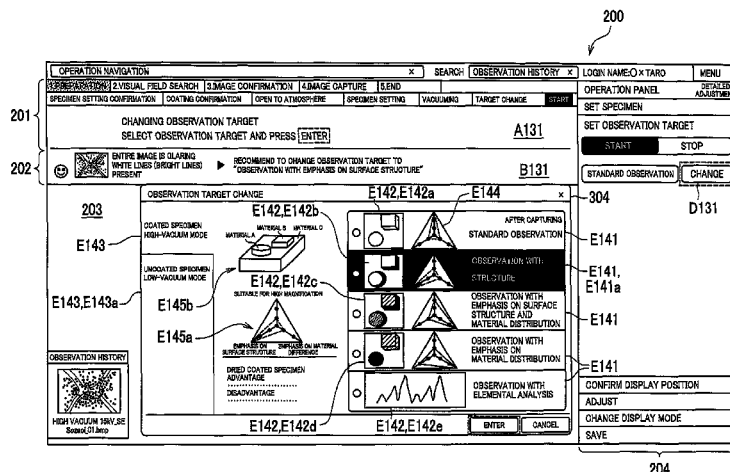 200
OPERATION NAVIGATION x SEARCH OBSERVATION HISTORY x LOGIN NAME:O×TARO MENU
2.VISUAL FIELD SEARCH 3.IMAGE CONFIRMATION 4.IMAGE CAPTURE 5.END
OPERATION PANEL DETAILED ADJUSTMENT
SPECIMEN SETTING CONFIRMATION COATING CONFIRMATION OPEN TO ATMOSPHERE SPECIMEN SETTING VACUUMING TARGET CHANGE START
SET SPECIMEN
201
CHANGING OBSERVATION TARGET
SELECT OBSERVATION TARGET AND PRESS ENTER
A131
SET OBSERVATION TARGET
START STOP
202
ENTIRE IMAGE IS GLARING
WHITE LINES (BRIGHT LINES)
PRESENT
RECOMMEND TO CHANGE OBSERVATION TARGET TO
"OBSERVATION WITH EMPHASIS ON SURFACE STRUCTURE"
B131
STANDARD OBSERVATION CHANGE
D131
203
OBSERVATION TARGET CHANGE
E142,E142a
E144
x
304
E142,E142b
E143
COATED SPECIMEN
HIGH-VACUUM MODE
MATERIAL A
MATERIAL B
MATERIAL C
AFTER CAPTURING
STANDARD OBSERVATION
E141
UNCOATED SPECIMEN
LOW-VACUUM MODE
E142,E142c
OBSERVATION WITH
STRUCTURE
E141,
E141a
E143,E143a
E145b
SUITABLE FOR HIGH MAGNIFICATION
OBSERVATION WITH
EMPHASIS ON SURFACE
STRUCTURE AND
MATERIAL DISTRIBUTION
E141
E145a
EMPHASIS ON
SURFACE STRUCTURE
EMPHASIS ON MATERIAL
DIFFERENCE
OBSERVATION WITH
EMPHASIS ON
MATERIAL DISTRIBUTION
E141
OBSERVATION HISTORY
DRIED COATED SPECIMEN
ADVANTAGE
DISADVANTAGE
OBSERVATION WITH
ELEMENTAL ANALYSIS
HIGH VACUUM 15kV_SE
E142,E142d
E142,E142e
ENTER CANCEL
CONFIRM DISPLAY POSITION
ADJUST
CHANGE DISPLAY MODE
SAVE
204